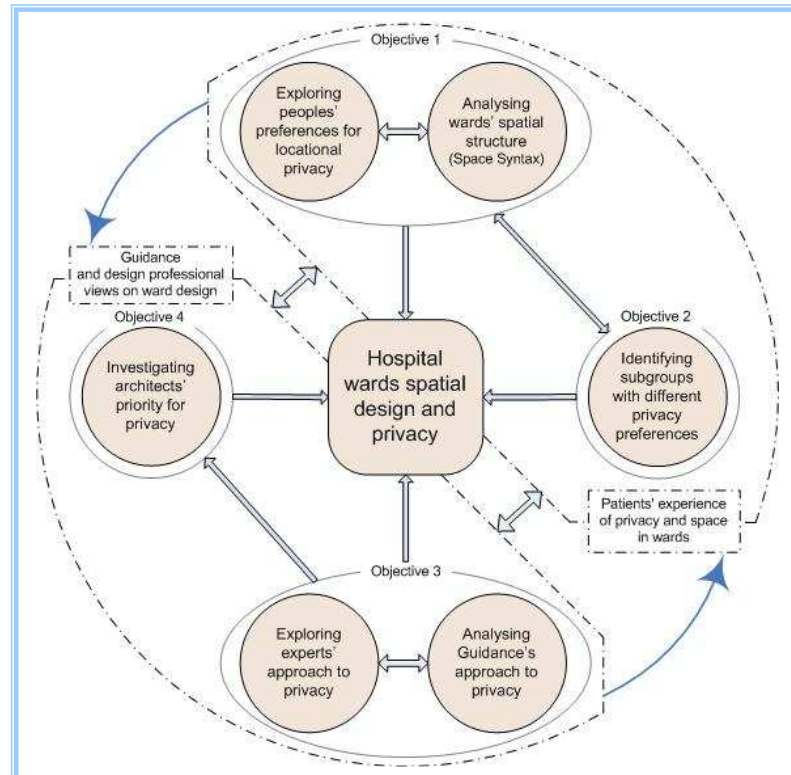 Objective 1
Exploring
peoples'
preferences for
locational
privacy
Analysing
wards' spatial
structure
(Space Syntax)
Guidance
and design professional
views on ward design
Objective 4
Investigating
architects'
priority for
privacy
Hospital
wards spatial
design and
privacy
Objective 2
Identifying
subgroups
with different
privacy
preferences
Patients' experience
of privacy and space
in wards
Objective 3
Exploring
experts'
approach to
privacy
Analysing
Guidance's
approach to
privacy